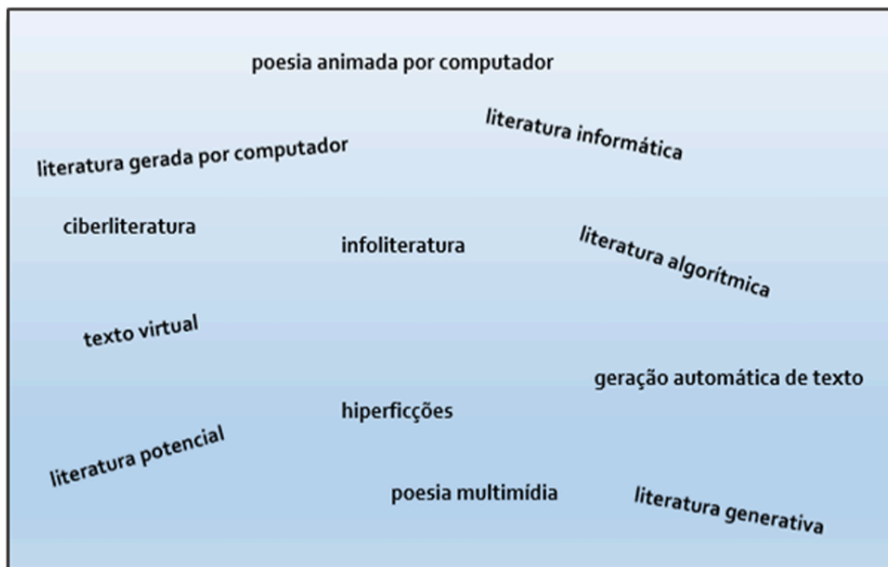 poesia animada por computador
literatura informática
literatura gerada por computador
ciberliteratura
infoliteratura
literatura algorítmica
texto virtual
geração automática de texto
hiperficções
literatura potencial
poesia multimídia
literatura generativa